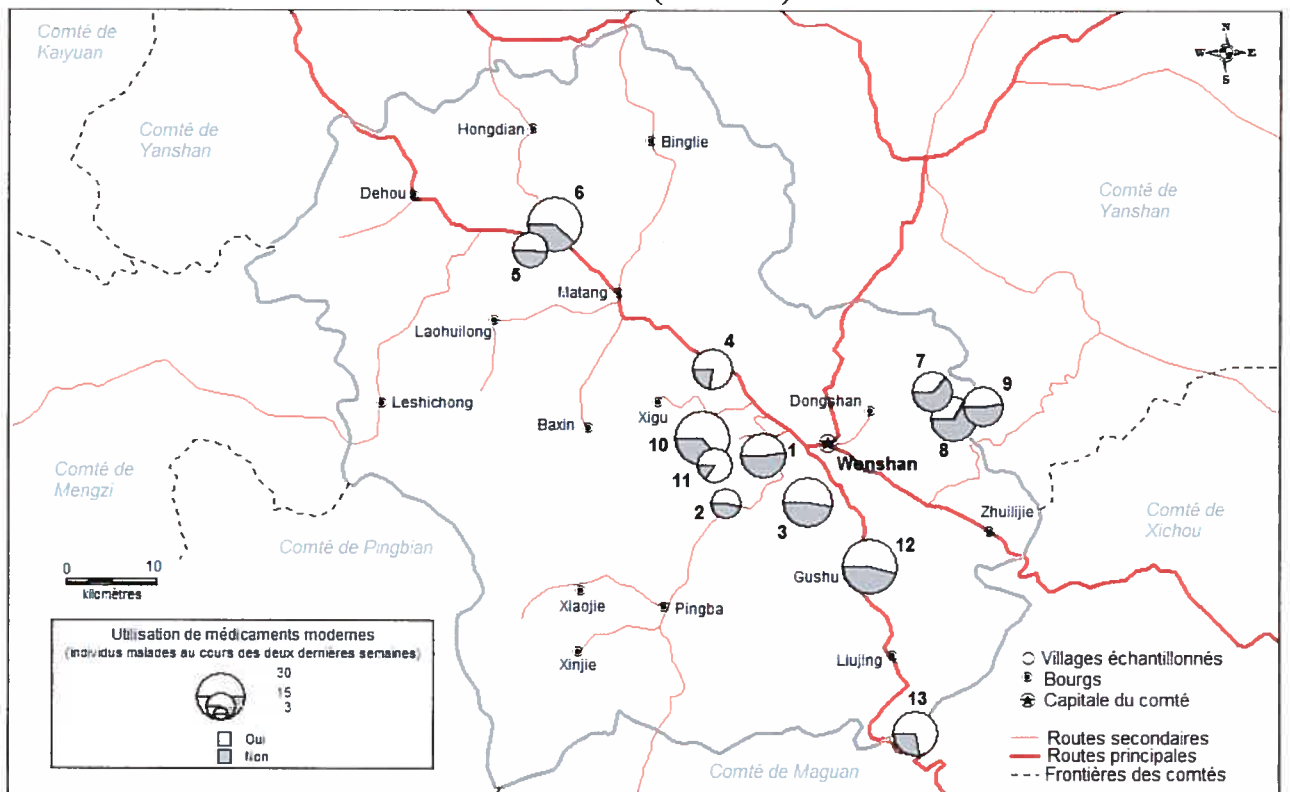 Comté de
Kaiyuan
N
W E
S
Comté de
Yanshan
Hongdian
Binglie
Dehou
6
Comté de
Yanshan
5
Matang
Laohuilong
4
7
9
Leshichong
Xigu
Dongshan
Baxin
10
1
8
11
Wenshan
Comté de
Mengzi
2
3
Zhuilijie
Comté de
Xichou
Comté de Pingbian
12
0 10
kilomètres
Gushu
Xiaojie
Pingba
Utilisation de médicaments modernes
(individus malades au cours des deux dernières semaines)
30
15
3
Oui
Non
Xinjie
Liujing
13
Villages échantillonnés
Bourgs
Capitale du comté
Routes secondaires
Routes principales
Frontières des comtés
Comté de Maguan